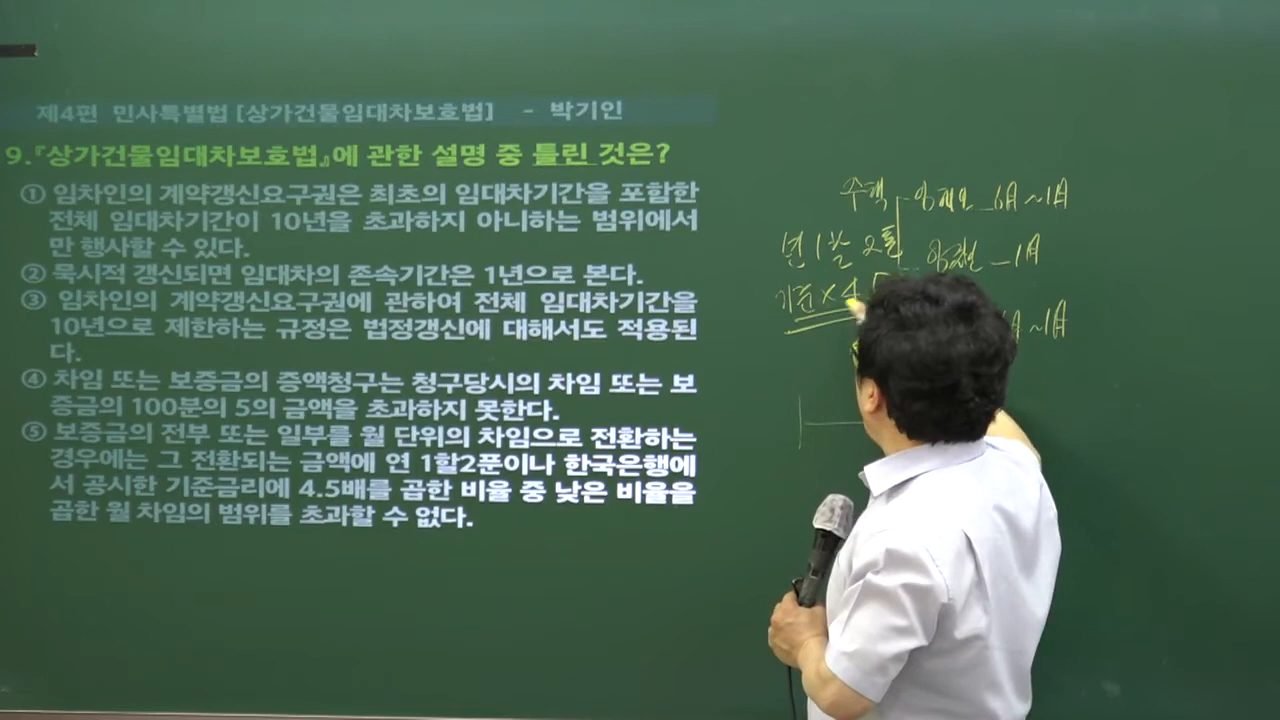 제4편 민사특별법 [상가건물임대차보호법] - 박기인
9.『상가건물임대차보호법』에 관한 설명 중 틀린 것은?
① 임차인의 계약갱신요구권은 최초의 임대차기간을 포함한
전체 임대차기간이 10년을 초과하지 아니하는 범위에서
만 행사할 수 있다.
② 묵시적 갱신되면 임대차의 존속기간은 1년으로 본다.
③ 임차인의 계약갱신요구권에 관하여 전체 임대차기간을
10년으로 제한하는 규정은 법정갱신에 대해서도 적용된
다.
④ 차임 또는 보증금의 증액청구는 청구당시의 차임 또는 보
증금의 100분의 5의 금액을 초과하지 못한다.
⑤ 보증금의 전부 또는 일부를 월 단위의 차임으로 전환하는
경우에는 그 전환되는 금액에 연 1할2푼이나 한국은행에
서 공시한 기준금리에 4.5배를 곱한 비율 중 낮은 비율을
곱한 월 차임의 범위를 초과할 수 없다.
주택 6月~1月
년 1할 2푼 -1月
기준 × 4.5
~1月